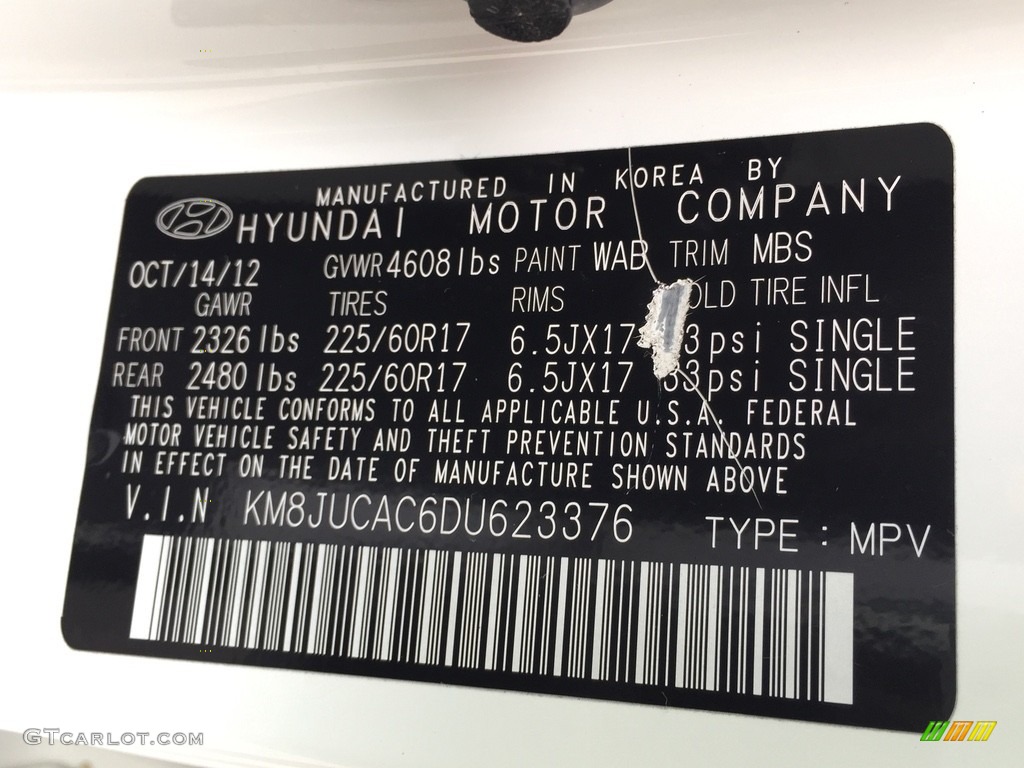 MANUFACTURED IN KOREA BY
HYUNDAI MOTOR COMPANY
OCT/14/12 GVWR 4608 lbs PAINT WAB TRIM MBS
GAWR TIRES RIMS OLD TIRE INFL
FRONT 2326 lbs 225/60R17 6.5JX17 3psi SINGLE
REAR 2480 lbs 225/60R17 6.5JX17 33psi SINGLE
THIS VEHICLE CONFORMS TO ALL APPLICABLE U.S.A. FEDERAL
MOTOR VEHICLE SAFETY AND THEFT PREVENTION STANDARDS
IN EFFECT ON THE DATE OF MANUFACTURE SHOWN ABOVE
V.I.N KM8JUCAC6DU623376 TYPE : MPV
GTCARLOT.COM